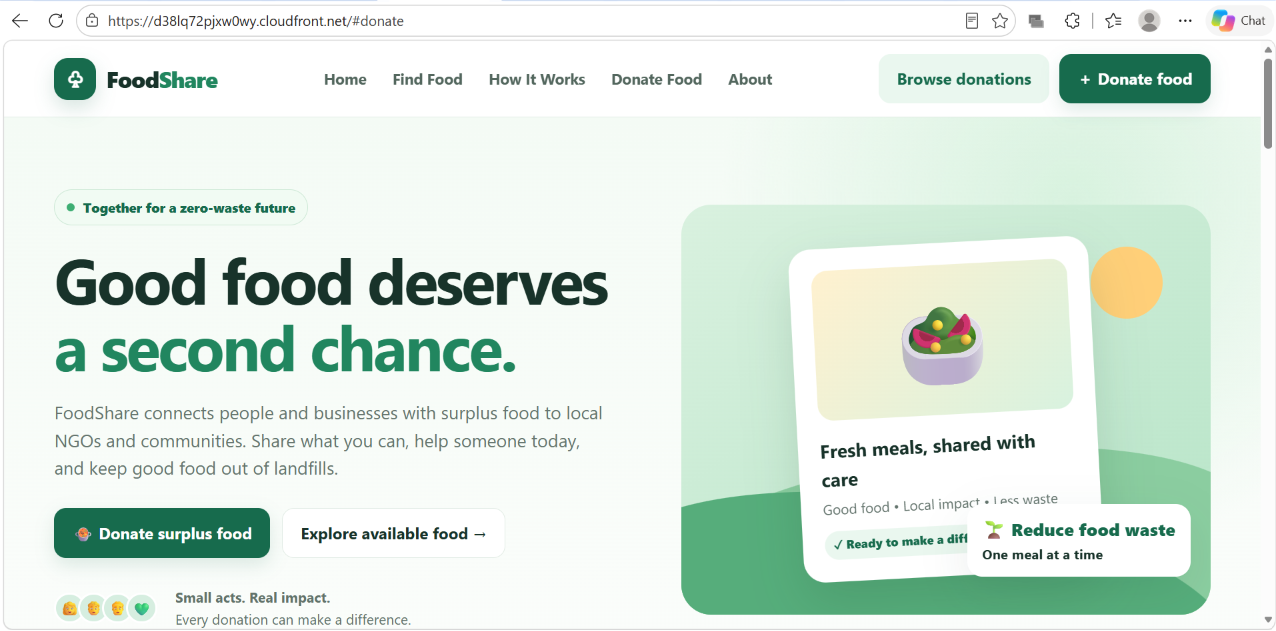 https://d38lq72pjxw0wy.cloudfront.net/#donate
Chat
FoodShare
Home
Find Food
How It Works
Donate Food
About
Browse donations
+ Donate food
Together for a zero-waste future
Good food deserves
a second chance.
FoodShare connects people and businesses with surplus food to local
NGOs and communities. Share what you can, help someone today,
and keep good food out of landfills.
Donate surplus food
Explore available food →
Small acts. Real impact.
Every donation can make a difference.
Fresh meals, shared with
care
Good food • Local impact • Less waste
✓ Ready to make a diff
Reduce food waste
One meal at a time